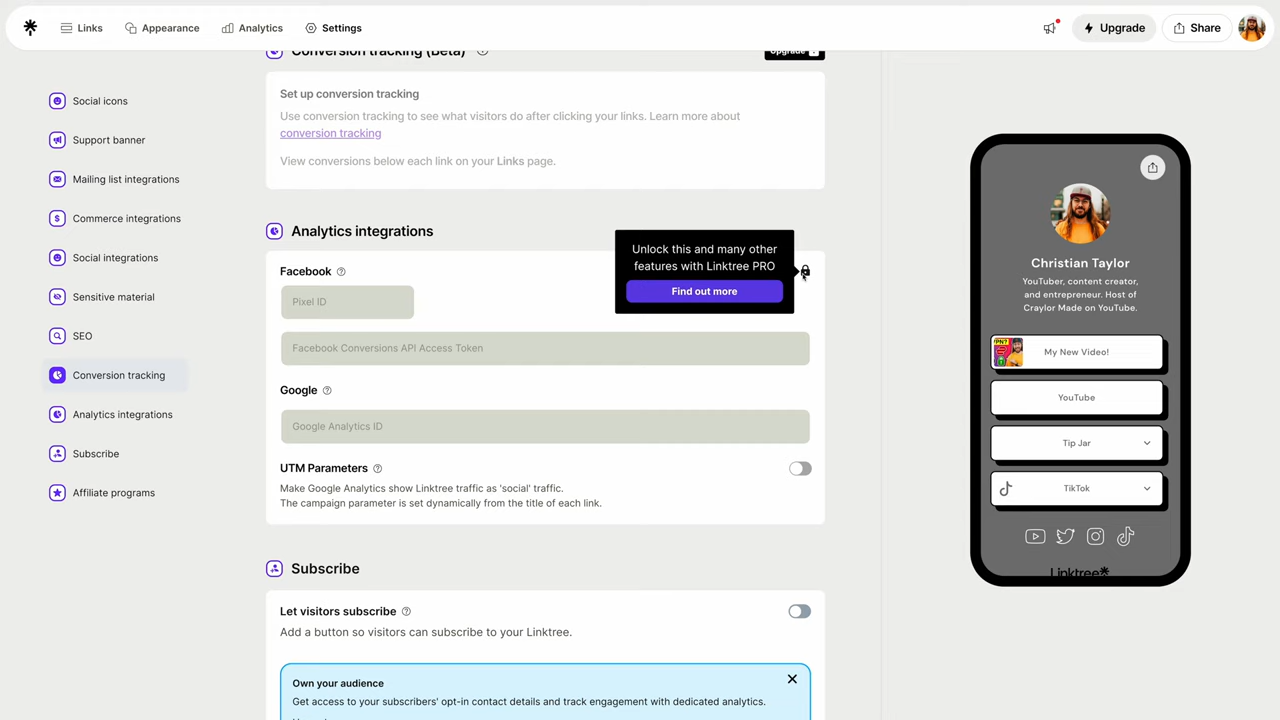 Links
Appearance
Analytics
Settings
Upgrade
Share
Social icons
Support banner
Mailing list integrations
Commerce integrations
Social integrations
Sensitive material
SEO
Conversion tracking
Analytics integrations
Subscribe
Affiliate programs
Conversion tracking (Beta)
Upgrade
Set up conversion tracking
Use conversion tracking to see what visitors do after clicking your links. Learn more about
conversion tracking
View conversions below each link on your Links page.
Analytics integrations
Unlock this and many other
features with Linktree PRO
Find out more
Facebook
Pixel ID
Facebook Conversions API Access Token
Google
Google Analytics ID
UTM Parameters
Make Google Analytics show Linktree traffic as 'social' traffic.
The campaign parameter is set dynamically from the title of each link.
Subscribe
Let visitors subscribe
Add a button so visitors can subscribe to your Linktree.
Own your audience
Get access to your subscribers' opt-in contact details and track engagement with dedicated analytics.
Christian Taylor
YouTuber, content creator,
and entrepreneur. Host of
Craylor Made on YouTube.
My New Video!
YouTube
Tip Jar
TikTok
Linktree*